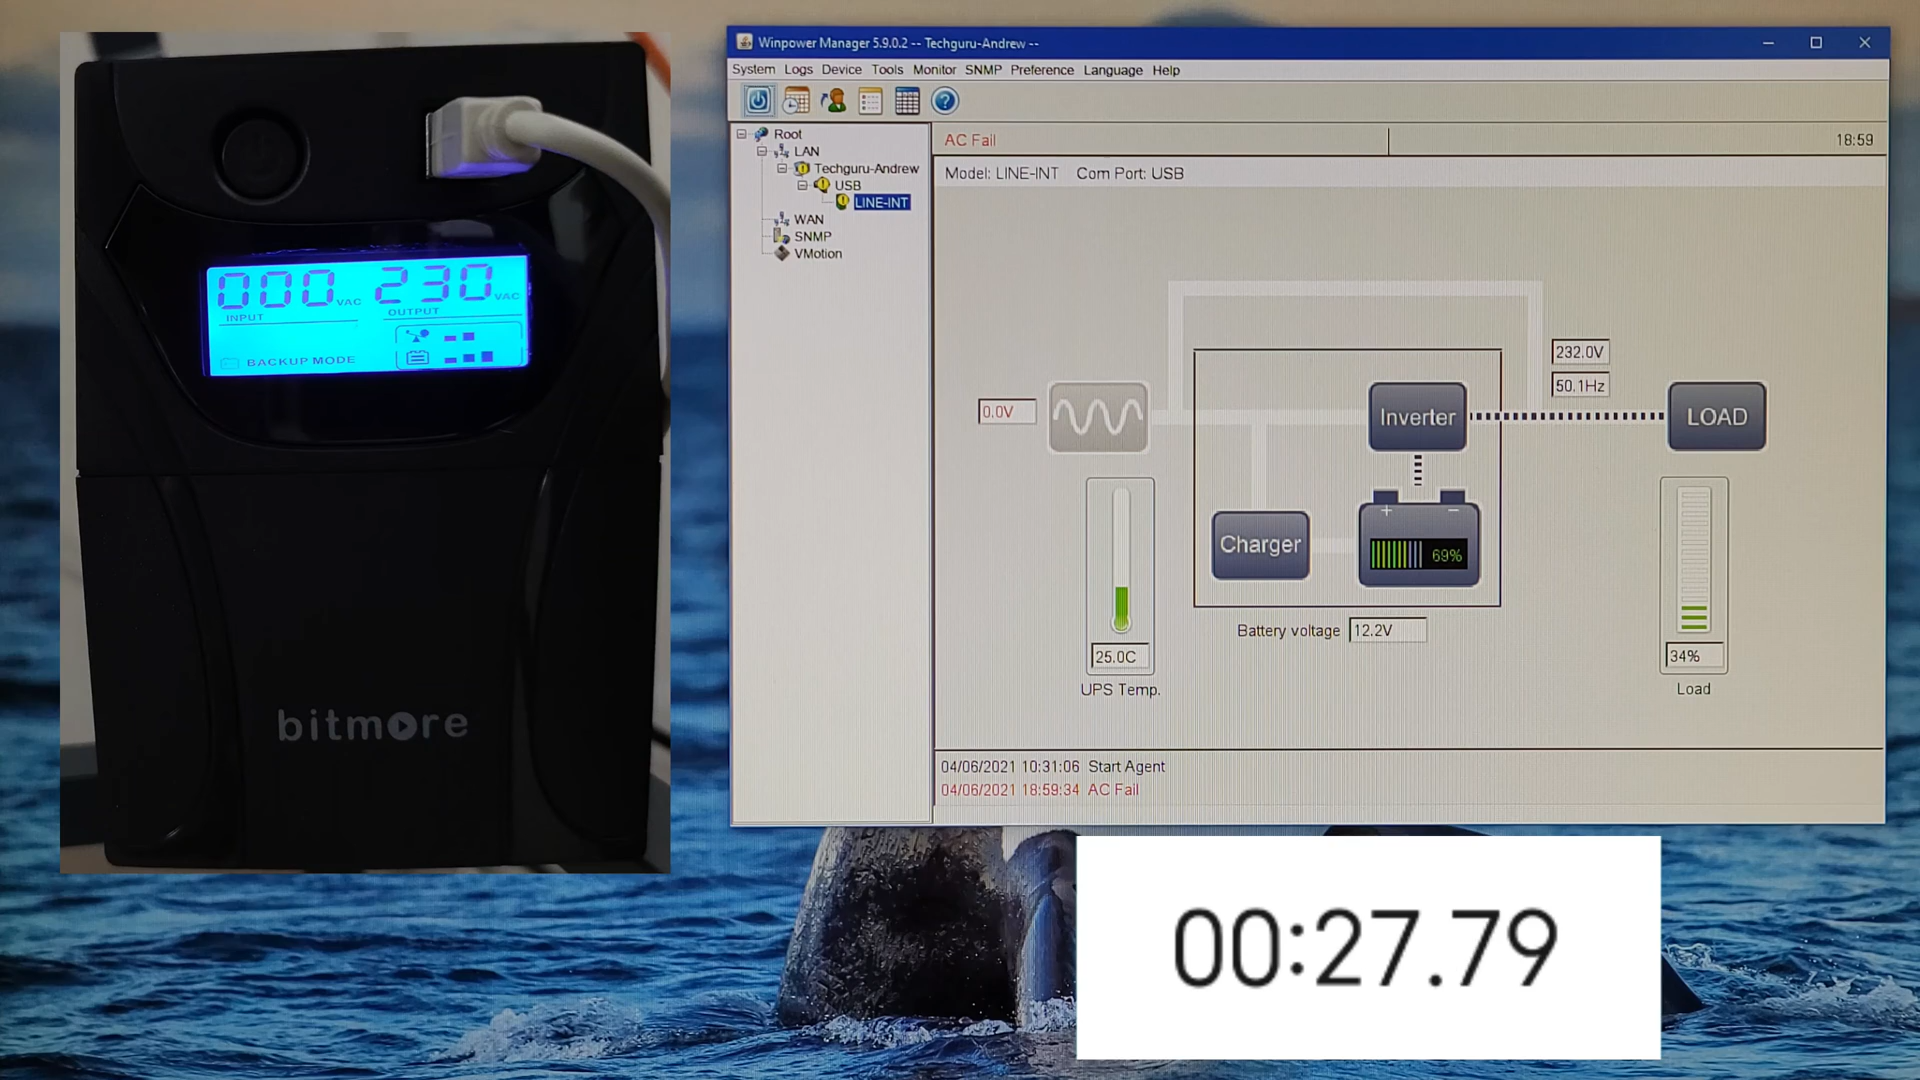 000 VAC 230 VAC
INPUT OUTPUT
BACKUP MODE
bitmore
Winpower Manager 5.9.0.2 -- Techguru-Andrew --
System Logs Device Tools Monitor SNMP Preference Language Help
Root
LAN
Techguru-Andrew
USB
LINE-INT
WAN
SNMP
VMotion
AC Fail 18:59
Model: LINE-INT Com Port: USB
232.0V
50.1Hz
0.0V
Inverter
LOAD
Charger
+ −
69%
Battery voltage 12.2V
25.0C
UPS Temp.
34%
Load
04/06/2021 10:31:06 Start Agent
04/06/2021 18:59:34 AC Fail
00:27.79